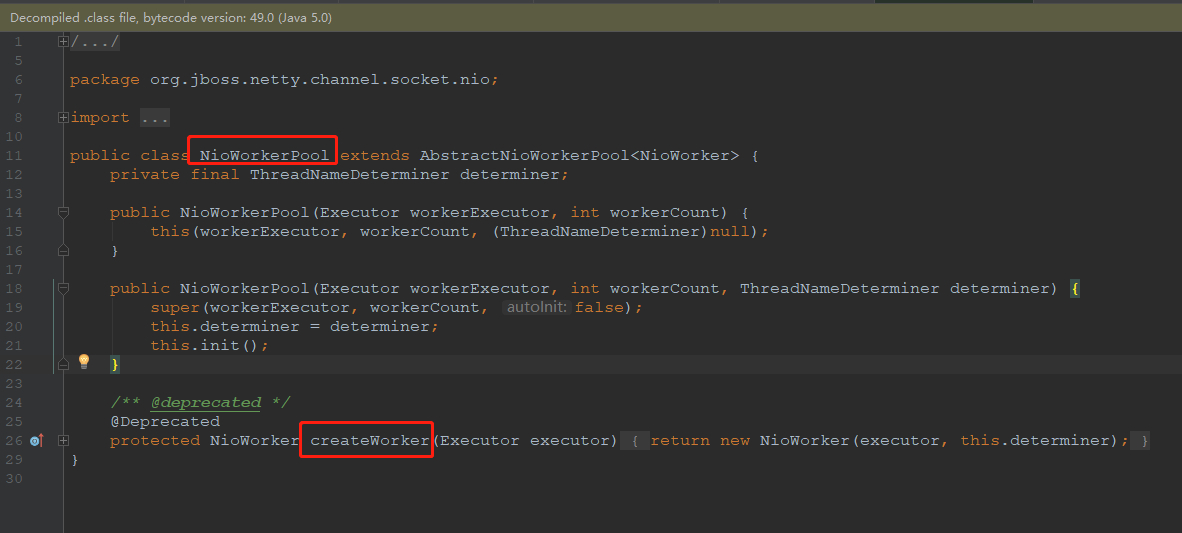 Decompiled .class file, bytecode version: 49.0 (Java 5.0)
1 /.../
5
6 package org.jboss.netty.channel.socket.nio;
7
8 import ...
10
11 public class NioWorkerPool extends AbstractNioWorkerPool<NioWorker> {
12 private final ThreadNameDeterminer determiner;
13
14 public NioWorkerPool(Executor workerExecutor, int workerCount) {
15 this(workerExecutor, workerCount, (ThreadNameDeterminer)null);
16 }
17
18 public NioWorkerPool(Executor workerExecutor, int workerCount, ThreadNameDeterminer determiner) {
19 super(workerExecutor, workerCount, autoInit: false);
20 this.determiner = determiner;
21 this.init();
22 }
23
24 /** @deprecated */
25 @Deprecated
26 protected NioWorker createWorker(Executor executor) { return new NioWorker(executor, this.determiner); }
29 }
30